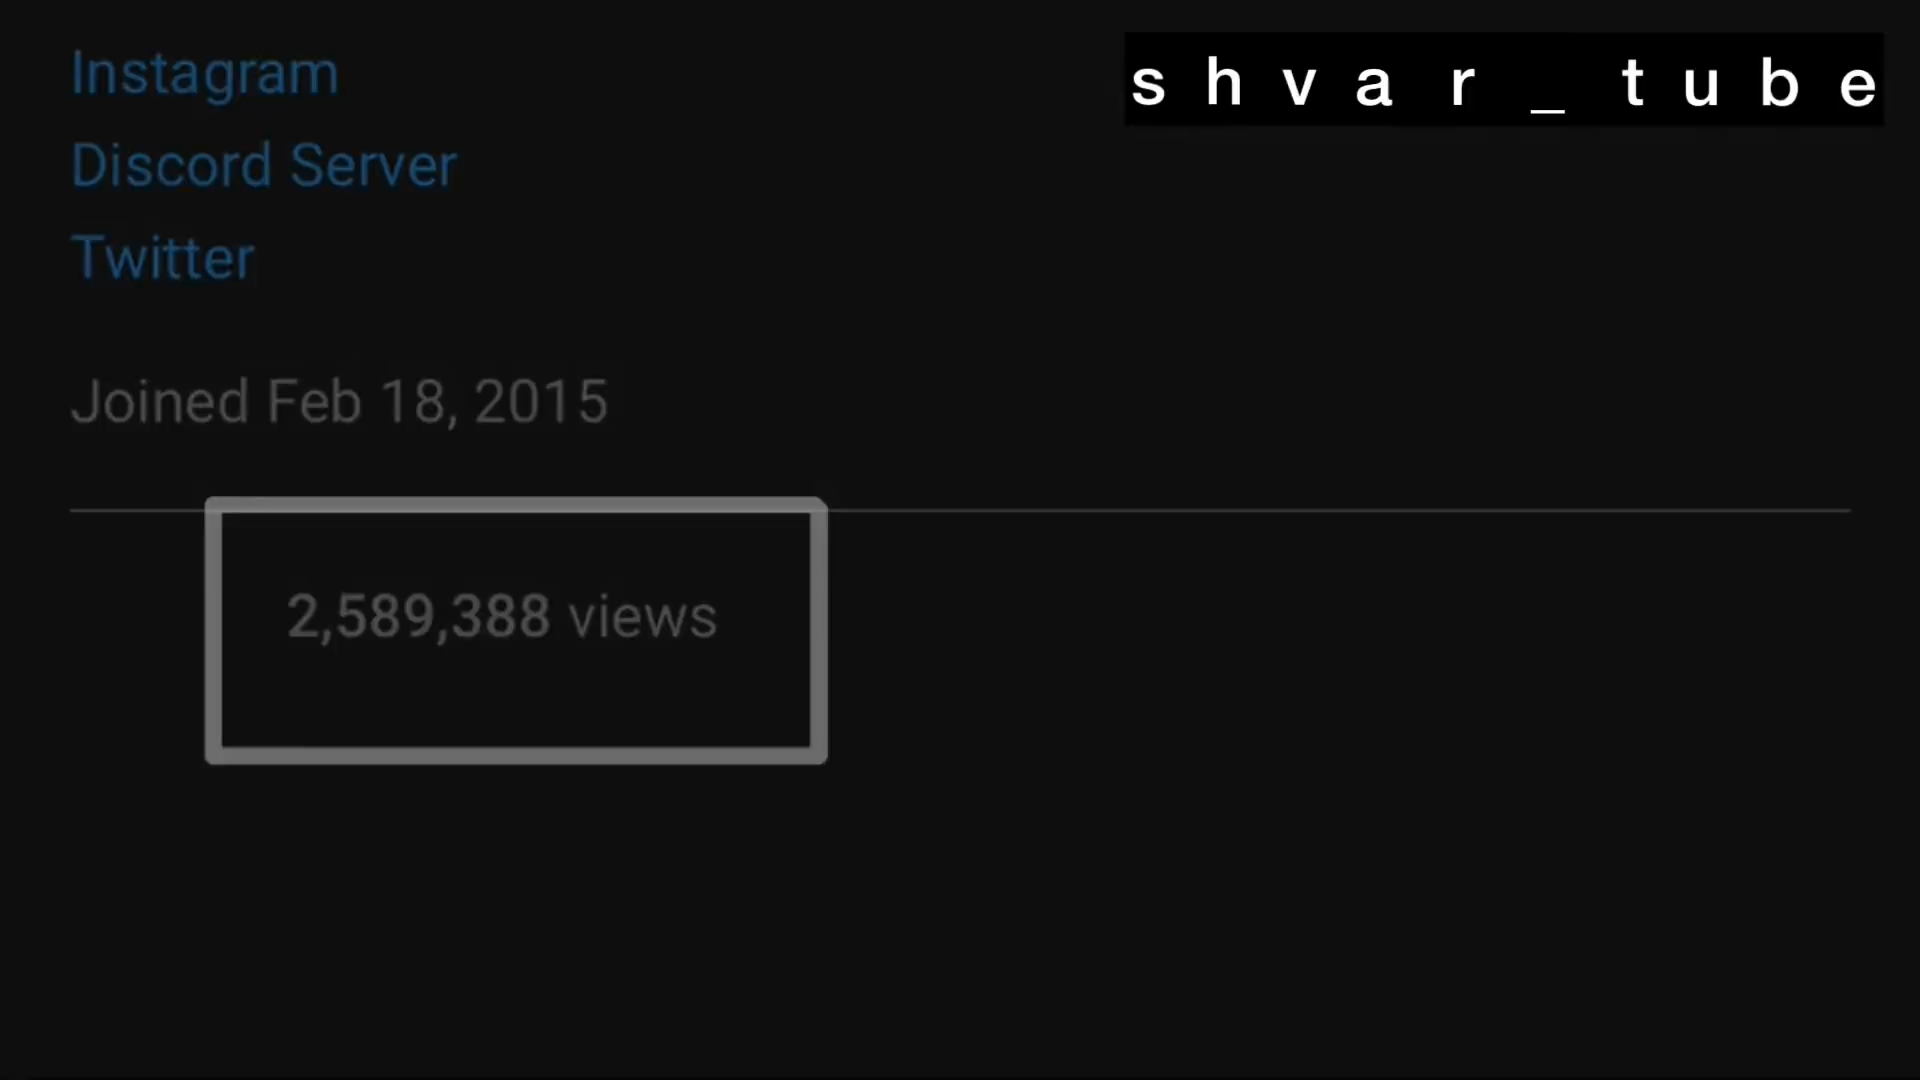 Instagram
s h v a r _ t u b e
Discord Server
Twitter
Joined Feb 18, 2015
2,589,388 views